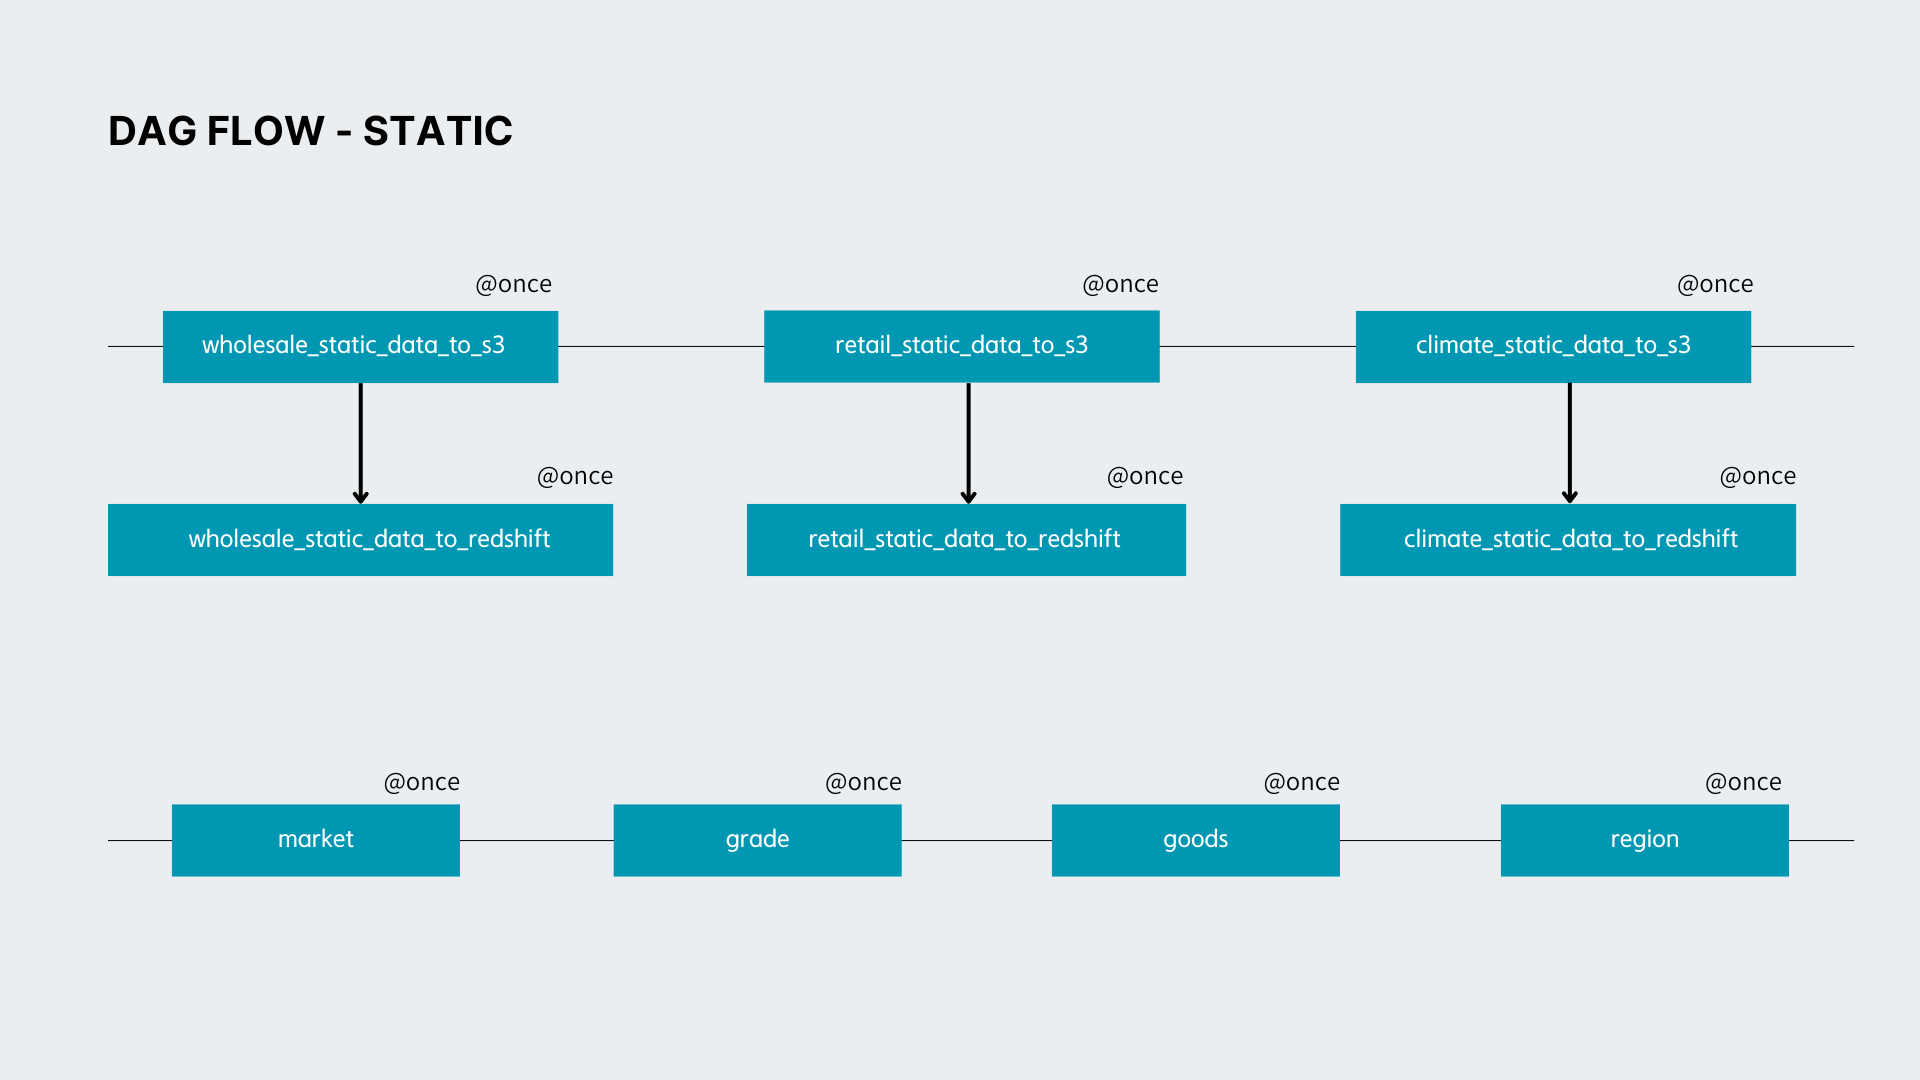 DAG FLOW - STATIC
@once
@once
@once
wholesale_static_data_to_s3
retail_static_data_to_s3
climate_static_data_to_s3
@once
@once
@once
wholesale_static_data_to_redshift
retail_static_data_to_redshift
climate_static_data_to_redshift
@once
@once
@once
@once
market
grade
goods
region